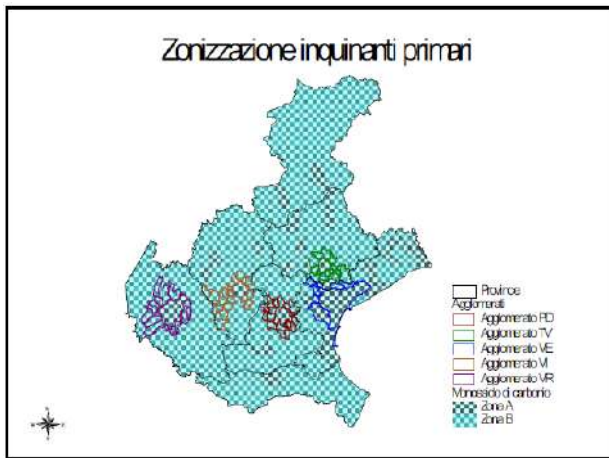 Zonizzazione inquinanti primari
Province
Agglomerati
Agglomerato PD
Agglomerato TV
Agglomerato VE
Agglomerato VI
Agglomerato VR
Monossido di carbonio
Zona A
Zona B